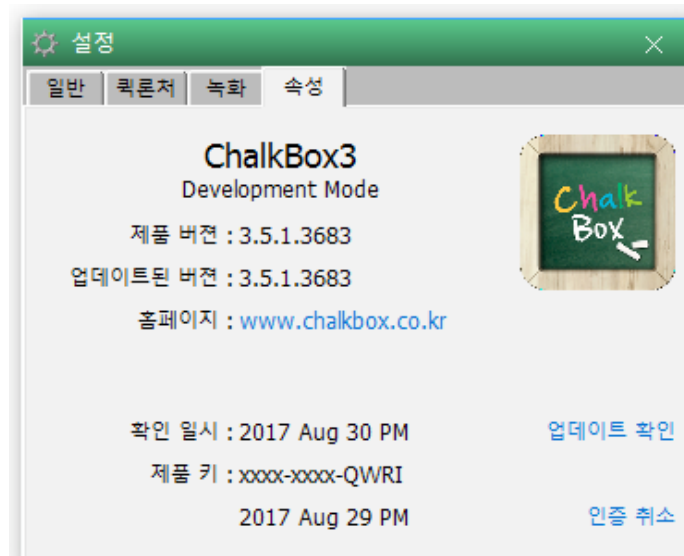 설정
일반 퀵론처 녹화 속성
ChalkBox3
Development Mode
Chalk
Box
제품 버젼 : 3.5.1.3683
업데이트된 버젼 : 3.5.1.3683
홈페이지 : www.chalkbox.co.kr
확인 일시 : 2017 Aug 30 PM 업데이트 확인
제품 키 : xxxx-xxxx-QWRI
2017 Aug 29 PM 인증 취소